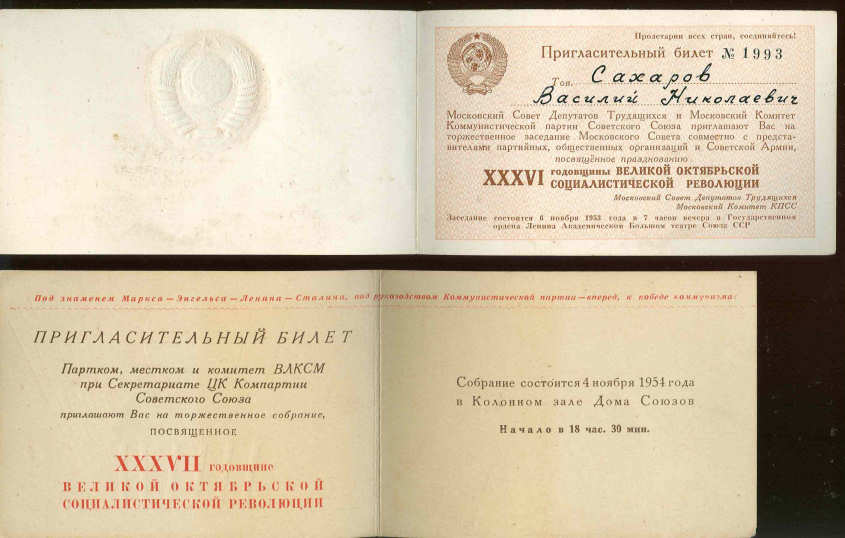 Пролетарии всех стран, соединяйтесь!
Пригласительный билет № 1993
Тов. Сахаров
Василий Николаевич
Московский Совет Депутатов Трудящихся и Московский Комитет
Коммунистической партии Советского Союза приглашают Вас на
торжественное заседание Московского Совета совместно с предста-
вителями партийных, общественных организаций и Советской Армии,
посвящённое празднованию
XXXVI годовщины ВЕЛИКОЙ ОКТЯБРЬСКОЙ
СОЦИАЛИСТИЧЕСКОЙ РЕВОЛЮЦИИ
Московский Совет Депутатов Трудящихся
Московский Комитет КПСС
Заседание состоится 6 ноября 1953 года в 7 часов вечера в Государственном
ордена Ленина Академическом Большом театре Союза ССР
Под знаменем Маркса—Энгельса—Ленина—Сталина, под руководством Коммунистической партии—вперед, к победе коммунизма!
ПРИГЛАСИТЕЛЬНЫЙ БИЛЕТ
Партком, местком и комитет ВЛКСМ
при Секретариате ЦК Компартии
Советского Союза
приглашают Вас на торжественное собрание,
ПОСВЯЩЕННОЕ
XXXVII годовщине
ВЕЛИКОЙ ОКТЯБРЬСКОЙ
СОЦИАЛИСТИЧЕСКОЙ РЕВОЛЮЦИИ
Собрание состоится 4 ноября 1954 года
в Колонном зале Дома Союзов
Начало в 18 час. 30 мин.